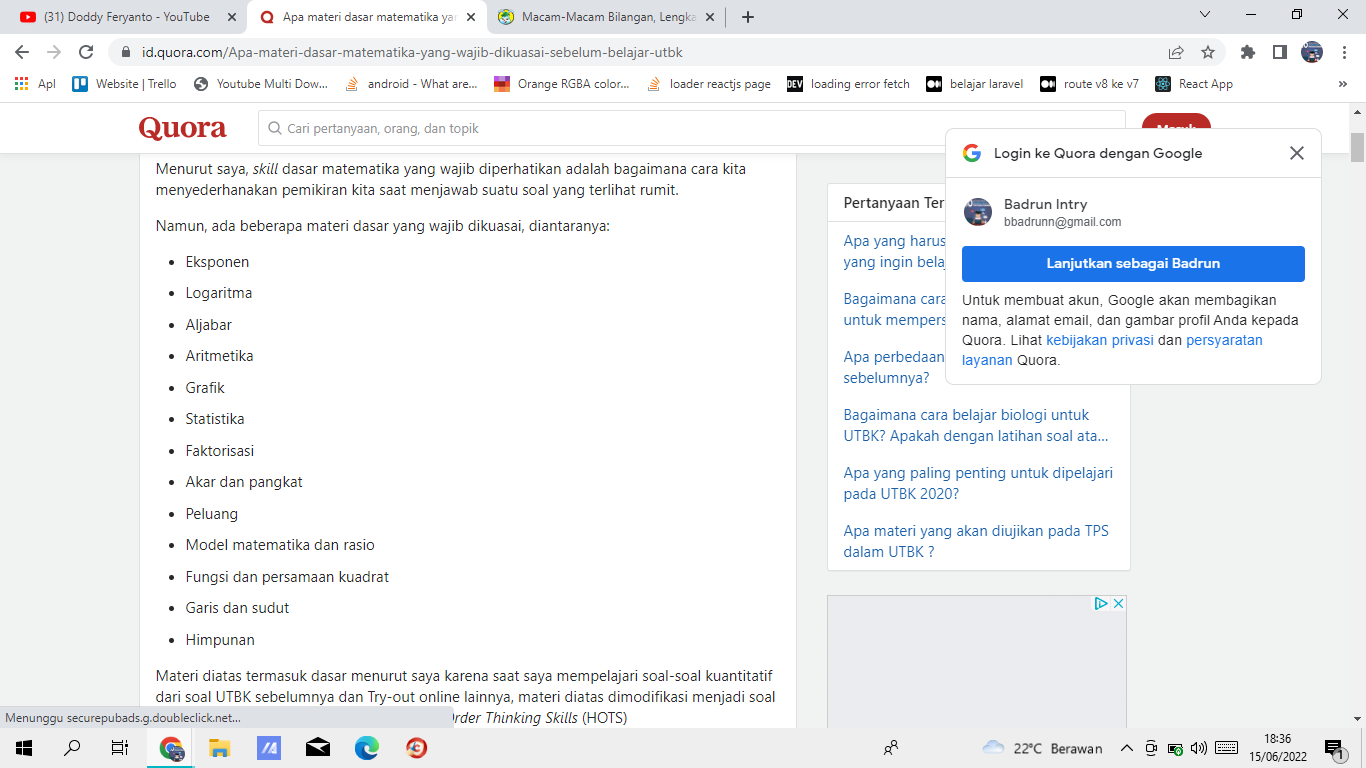 (31) Doddy Feryanto - YouTube
Apa materi dasar matematika yan
Macam-Macam Bilangan, Lengka
id.quora.com/Apa-materi-dasar-matematika-yang-wajib-dikuasai-sebelum-belajar-utbk
Apl
Website | Trello
Youtube Multi Dow...
android - What are...
Orange RGBA color...
loader reactjs page
DEV
loading error fetch
belajar laravel
route v8 ke v7
React App
»
Quora
Cari pertanyaan, orang, dan topik
Masuk
Menurut saya, skill dasar matematika yang wajib diperhatikan adalah bagaimana cara kita
menyederhanakan pemikiran kita saat menjawab suatu soal yang terlihat rumit.
Namun, ada beberapa materi dasar yang wajib dikuasai, diantaranya:
• Eksponen
• Logaritma
• Aljabar
• Aritmetika
• Grafik
• Statistika
• Faktorisasi
• Akar dan pangkat
• Peluang
• Model matematika dan rasio
• Fungsi dan persamaan kuadrat
• Garis dan sudut
• Himpunan
Materi diatas termasuk dasar menurut saya karena saat saya mempelajari soal-soal kuantitatif
dari soal UTBK sebelumnya dan Try-out online lainnya, materi diatas dimodifikasi menjadi soal
rder Thinking Skills (HOTS)
Login ke Quora dengan Google
Badrun Intry
bbadrunn@gmail.com
Lanjutkan sebagai Badrun
Untuk membuat akun, Google akan membagikan
nama, alamat email, dan gambar profil Anda kepada
Quora. Lihat kebijakan privasi dan persyaratan
layanan Quora.
Pertanyaan Ter
Apa yang harus
yang ingin belaj
Bagaimana cara
untuk mempers
Apa perbedaan
sebelumnya?
Bagaimana cara belajar biologi untuk
UTBK? Apakah dengan latihan soal ata...
Apa yang paling penting untuk dipelajari
pada UTBK 2020?
Apa materi yang akan diujikan pada TPS
dalam UTBK ?
Menunggu securepubads.g.doubleclick.net...
22°C Berawan
18:36
15/06/2022
1